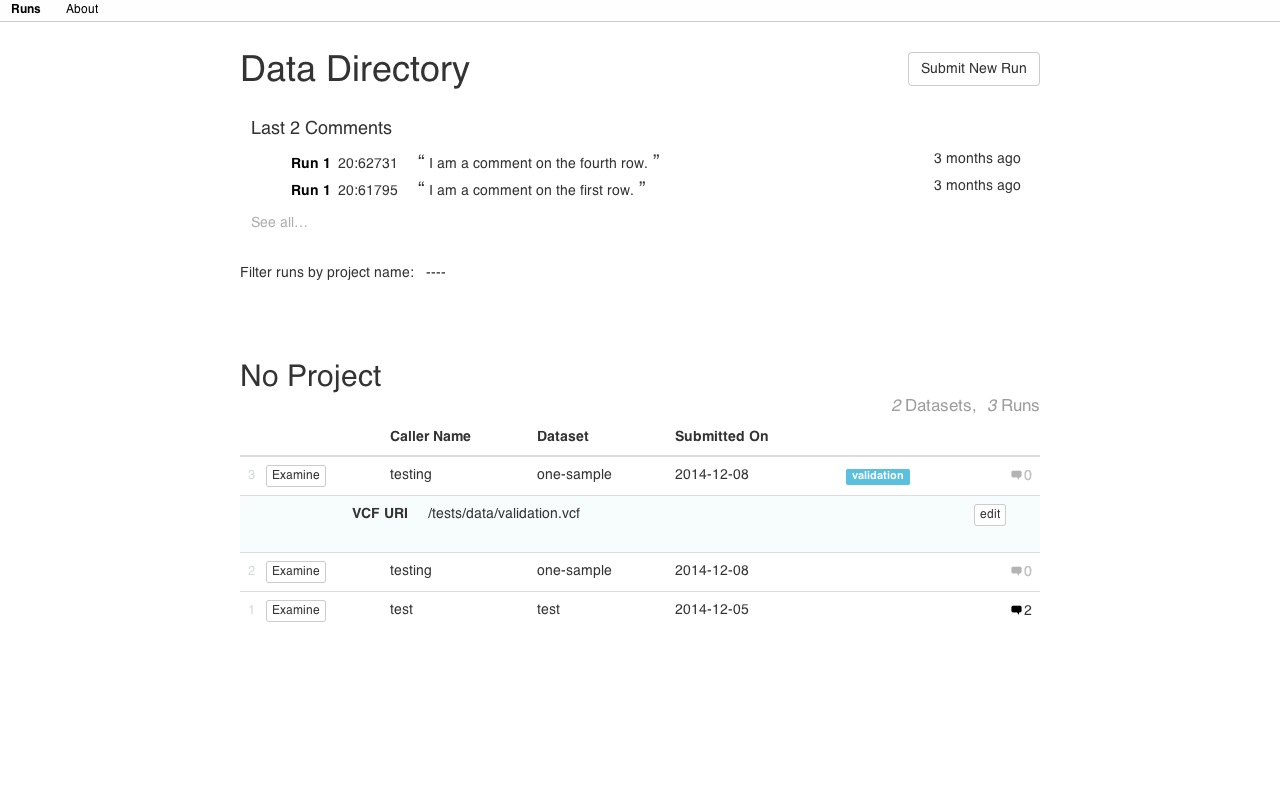 Runs About
Data Directory
Submit New Run
Last 2 Comments
Run 1 20:62731 “ I am a comment on the fourth row. ” 3 months ago
Run 1 20:61795 “ I am a comment on the first row. ” 3 months ago
See all...
Filter runs by project name: ----
No Project
2 Datasets, 3 Runs
Caller Name Dataset Submitted On
3 Examine testing one-sample 2014-12-08 validation 0
VCF URI /tests/data/validation.vcf edit
2 Examine testing one-sample 2014-12-08 0
1 Examine test test 2014-12-05 2